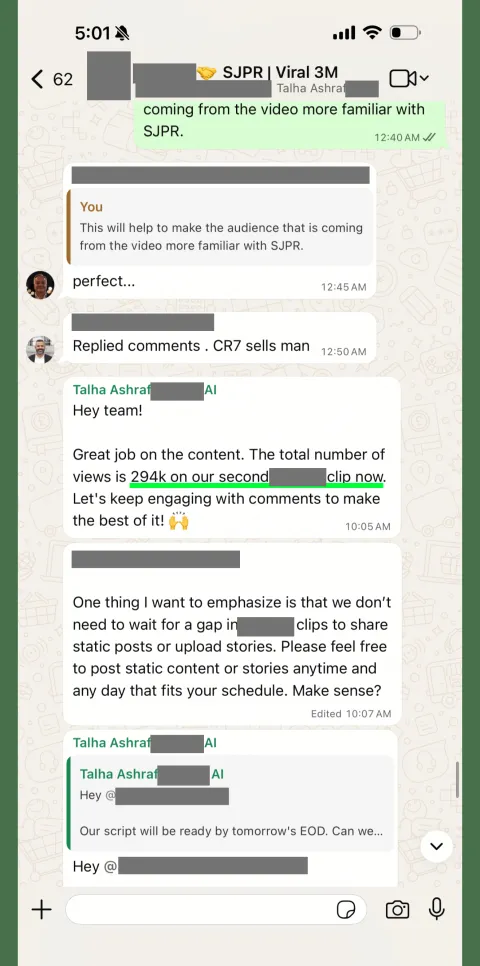 5:01
62
🤝 SJPR | Viral 3M
Talha Ashraf
coming from the video more familiar with
SJPR.
12:40 AM
You
This will help to make the audience that is coming
from the video more familiar with SJPR.
perfect...
12:45 AM
Replied comments . CR7 sells man
12:50 AM
Talha Ashraf AI
Hey team!
Great job on the content. The total number of
views is 294k on our second clip now.
Let's keep engaging with comments to make
the best of it! 🙌
10:05 AM
One thing I want to emphasize is that we don't
need to wait for a gap in clips to share
static posts or upload stories. Please feel free
to post static content or stories anytime and
any day that fits your schedule. Make sense?
Edited 10:07 AM
Talha Ashraf AI
Talha Ashraf AI
Hey @
Our script will be ready by tomorrow's EOD. Can we...
Hey @